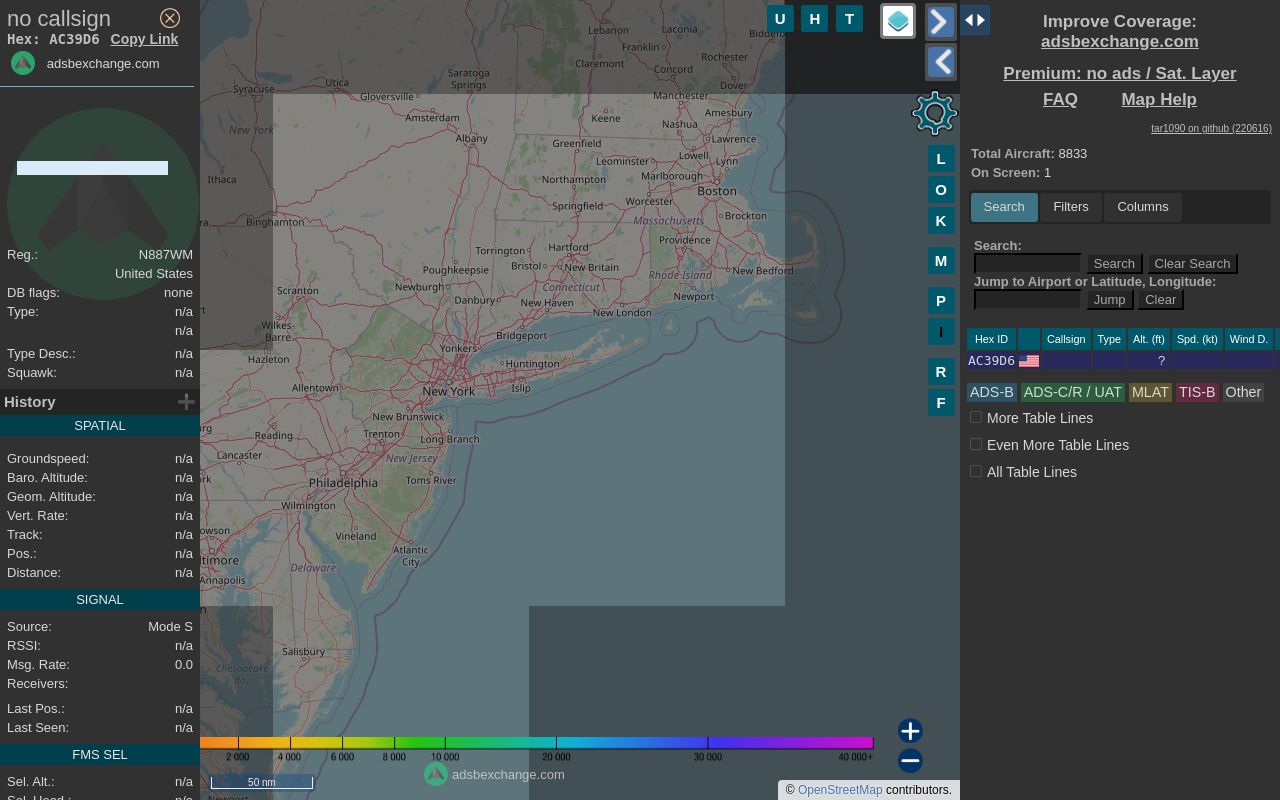 no callsign
Hex: AC39D6 Copy Link
adsbexchange.com
Reg.: N887WM
United States
DB flags: none
Type: n/a
n/a
Type Desc.: n/a
Squawk: n/a
History
SPATIAL
Groundspeed: n/a
Baro. Altitude: n/a
Geom. Altitude: n/a
Vert. Rate: n/a
Track: n/a
Pos.: n/a
Distance: n/a
SIGNAL
Source: Mode S
RSSI: n/a
Msg. Rate: 0.0
Receivers:
Last Pos.: n/a
Last Seen: n/a
FMS SEL
Sel. Alt.: n/a
U H T
Lebanon
Laconia
Franklin
Rochester
Claremont
Concord
Dover
Utica
Saratoga
Springs
Syracuse
Gloversville
Manchester
Keene
Amesbury
Amsterdam
Nashua
New York
Albany
Greenfield
Lawrence
Leominster
Lowell
Lynn
Ithaca
Northampton
Marlborough
Boston
Springfield
Worcester
Binghamton
Massachusetts
Brockton
Torrington
Hartford
Providence
Poughkeepsie
Bristol
New Britain
Rhode Island
New Bedford
Scranton
Newburgh
Connecticut
Danbury
New Haven
Newport
New London
Wilkes-
Barre
Bridgeport
Yonkers
Hazleton
Huntington
Allentown
New York
Islip
New Brunswick
Reading
Trenton
Long Branch
Lancaster
New Jersey
Philadelphia
Toms River
Wilmington
Vineland
Atlantic
City
Delaware
Annapolis
Salisbury
Chesapeake
Bay
2 000 4 000 6 000 8 000 10 000 20 000 30 000 40 000+
50 nm
adsbexchange.com
© OpenStreetMap contributors.
L
O
K
M
P
I
R
F
Improve Coverage:
adsbexchange.com
Premium: no ads / Sat. Layer
FAQ Map Help
tar1090 on github (220616)
Total Aircraft: 8833
On Screen: 1
Search Filters Columns
Search:
Search Clear Search
Jump to Airport or Latitude, Longitude:
Jump Clear
Hex ID Callsign Type Alt. (ft) Spd. (kt) Wind D.
AC39D6 ?
ADS-B ADS-C/R / UAT MLAT TIS-B Other
More Table Lines
Even More Table Lines
All Table Lines